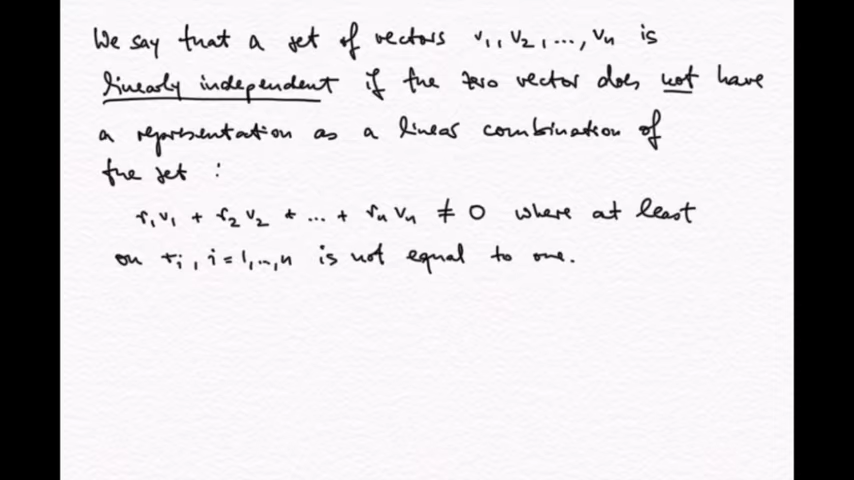 We say that a set of vectors v₁, v₂, ..., vₙ is
linearly independent if the zero vector does not have
a representation as a linear combination of
the set :
r₁v₁ + r₂v₂ + ... + rₙvₙ ≠ 0 where at least
on rᵢ, i = 1, ..., n is not equal to one.